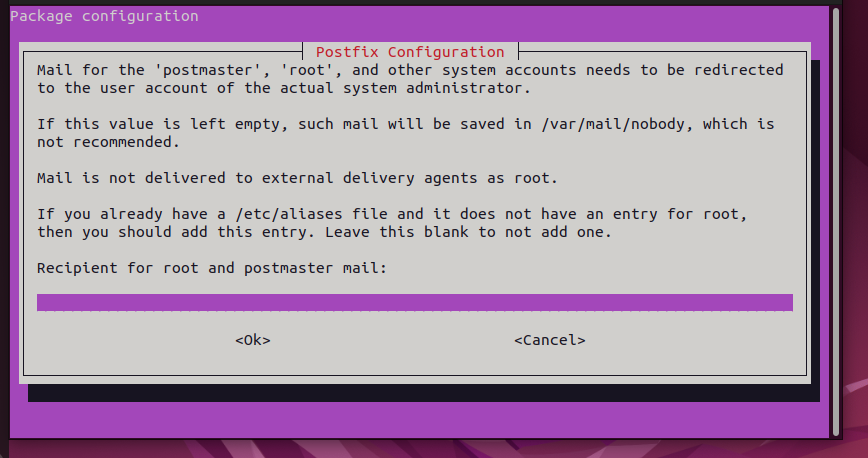 Package configuration
Postfix Configuration
Mail for the 'postmaster', 'root', and other system accounts needs to be redirected
to the user account of the actual system administrator.
If this value is left empty, such mail will be saved in /var/mail/nobody, which is
not recommended.
Mail is not delivered to external delivery agents as root.
If you already have a /etc/aliases file and it does not have an entry for root,
then you should add this entry. Leave this blank to not add one.
Recipient for root and postmaster mail:
<Ok> <Cancel>